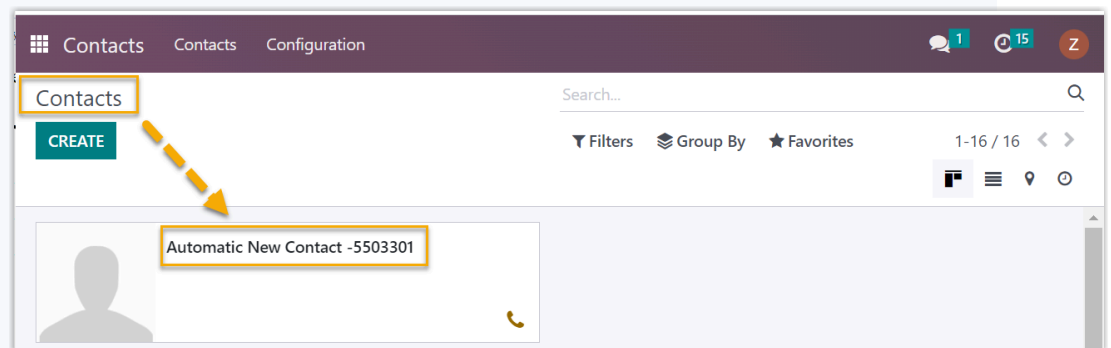 Contacts Contacts Configuration 1 15 Z
Contacts Search...
CREATE Filters Group By Favorites 1-16 / 16
Automatic New Contact -5503301